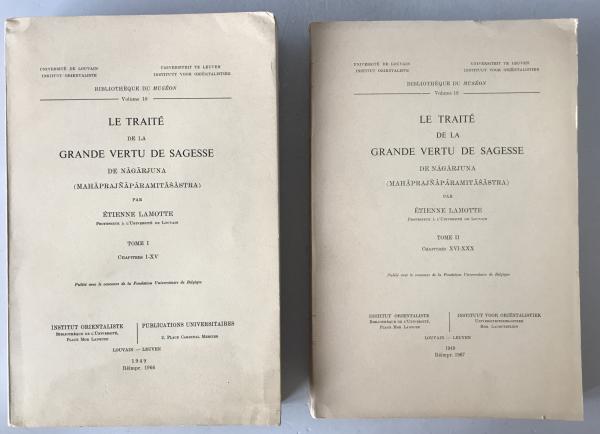 UNIVERSITÉ DE LOUVAIN
INSTITUT ORIENTALISTE
UNIVERSITEIT TE LEUVEN
INSTITUUT VOOR ORIËNTALISTIEK
BIBLIOTHÈQUE DU MUSÉON
Volume 18
LE TRAITÉ
DE LA
GRANDE VERTU DE SAGESSE
DE NĀGĀRJUNA
(MAHĀPRAJÑĀPĀRAMITĀŚĀSTRA)
PAR
ÉTIENNE LAMOTTE
PROFESSEUR À L'UNIVERSITÉ DE LOUVAIN
TOME I
CHAPITRES I-XV
Publié avec le concours de la Fondation Universitaire de Belgique
INSTITUT ORIENTALISTE
BIBLIOTHÈQUE DE L'UNIVERSITÉ,
PLACE MGR LADEUZE
PUBLICATIONS UNIVERSITAIRES
2, PLACE CARDINAL MERCIER
LOUVAIN — LEUVEN
1949
Réimpr. 1966
UNIVERSITÉ DE LOUVAIN
INSTITUT ORIENTALISTE
UNIVERSITEIT TE LEUVEN
INSTITUUT VOOR ORIËNTALISTIEK
BIBLIOTHÈQUE DU MUSÉON
Volume 18
LE TRAITÉ
DE LA
GRANDE VERTU DE SAGESSE
DE NĀGĀRJUNA
(MAHĀPRAJÑĀPĀRAMITĀŚĀSTRA)
PAR
ÉTIENNE LAMOTTE
PROFESSEUR À L'UNIVERSITÉ DE LOUVAIN
TOME II
CHAPITRES XVI-XXX
Publié avec le concours de la Fondation Universitaire de Belgique
INSTITUT ORIENTALISTE
BIBLIOTHÈQUE DE L'UNIVERSITÉ,
PLACE MGR LADEUZE
INSTITUUT VOOR ORIËNTALISTIEK
UNIVERSITEITSBIBLIOTHEEK
MGR. LADEUZEPLEIN
LOUVAIN — LEUVEN
1949
Réimpr. 1967